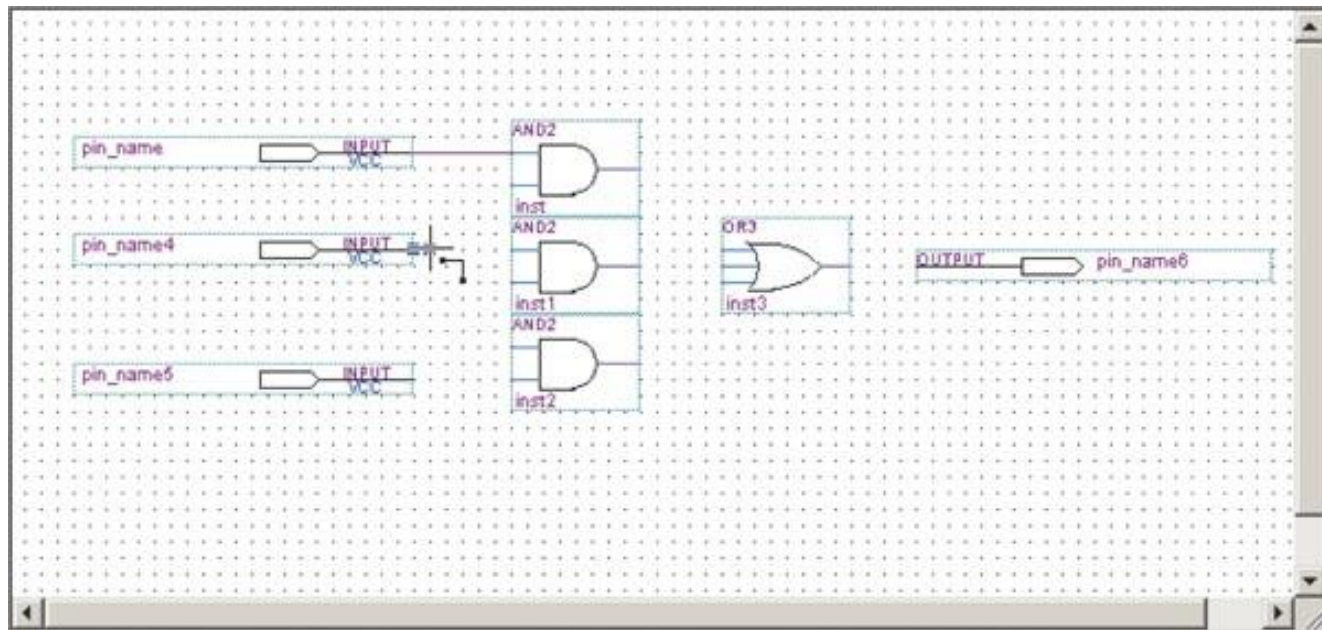 AND2
pin_name
INPUT
VCC
inst
AND2
OR3
pin_name4
INPUT
VCC
OUTPUT
pin_name6
inst1
inst3
AND2
pin_name5
INPUT
VCC
inst2